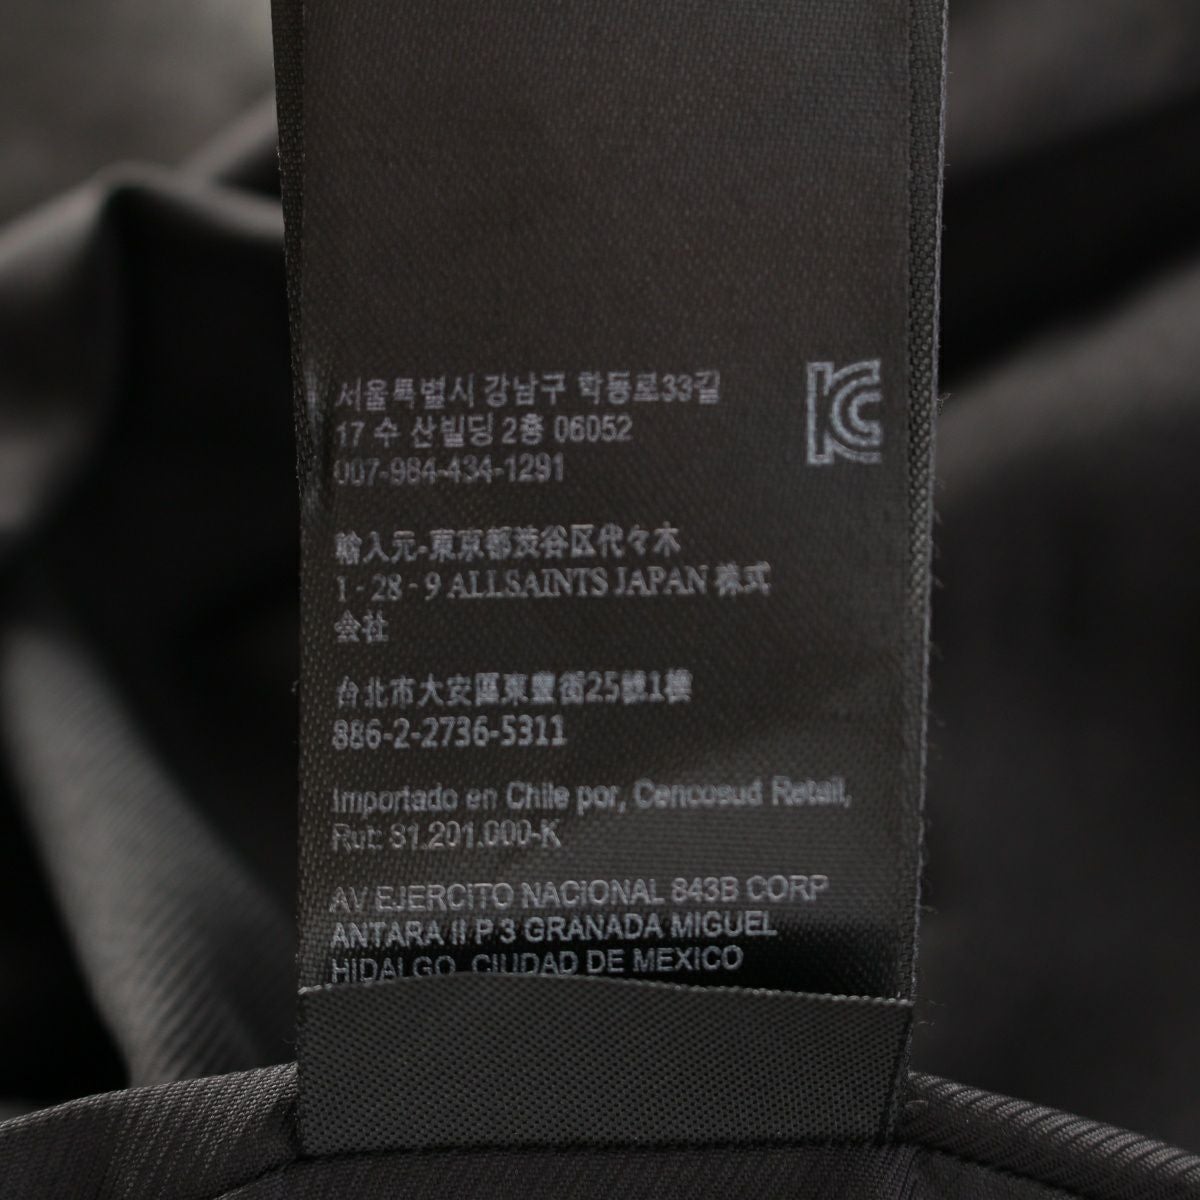 서울특별시 강남구 학동로33길
17 수 산빌딩 2층 06052
007-984-434-1291
KC
輸入元-東京都渋谷区代々木
1 - 28 - 9 ALLSAINTS JAPAN 株式
会社
台北市大安區東豐街25號1樓
886-2-2736-5311
Importado en Chile por, Cencosud Retail,
Rut: 81.201.000-K
AV EJERCITO NACIONAL 843B CORP
ANTARA II P 3 GRANADA MIGUEL
HIDALGO, CIUDAD DE MEXICO